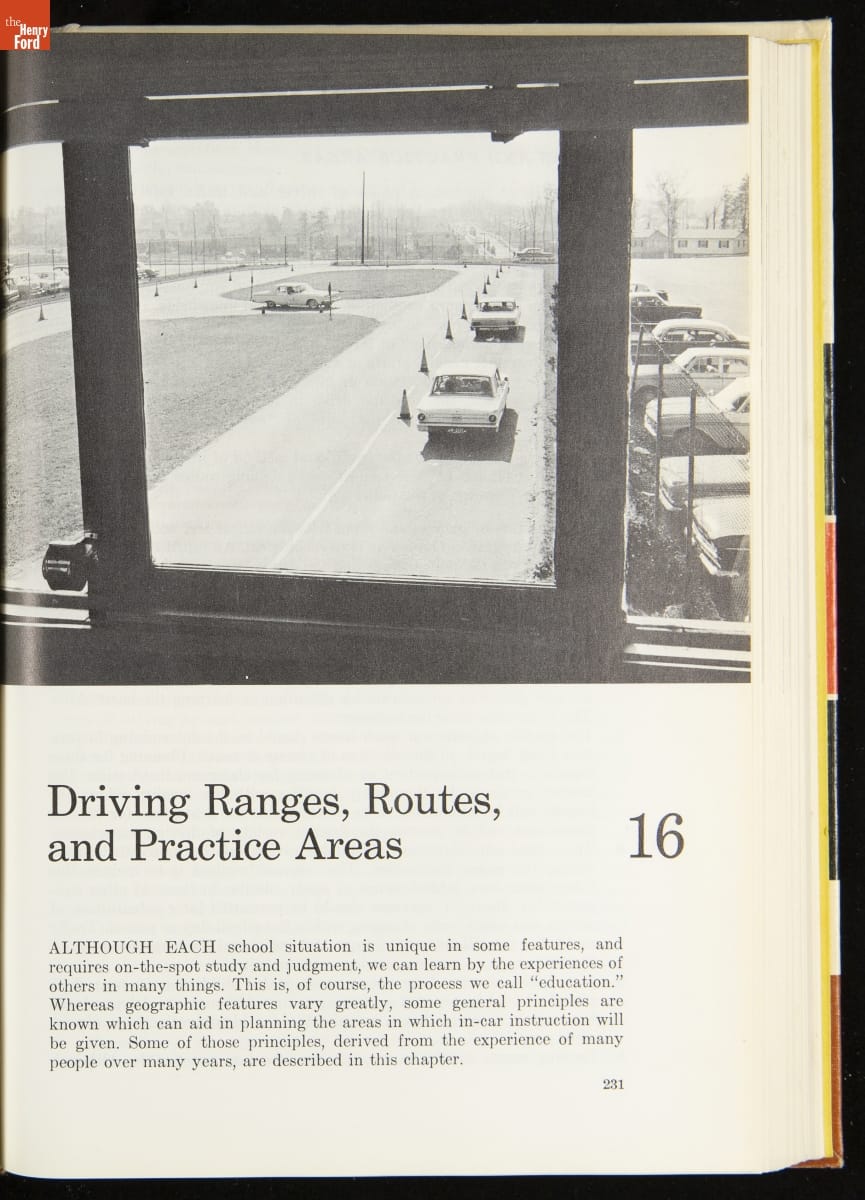 the
Henry
Ford
Driving Ranges, Routes,
and Practice Areas
16
ALTHOUGH EACH school situation is unique in some features, and
requires on-the-spot study and judgment, we can learn by the experiences of
others in many things. This is, of course, the process we call “education.”
Whereas geographic features vary greatly, some general principles are
known which can aid in planning the areas in which in-car instruction will
be given. Some of those principles, derived from the experience of many
people over many years, are described in this chapter.
231